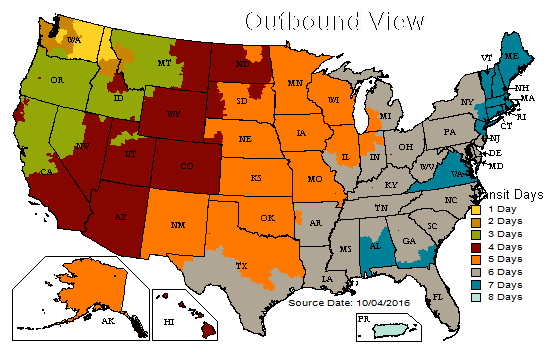 Outbound View
WA
MT
ND
MN
VT
ME
OR
ID
SD
WI
MI
NY
NH
MA
WY
RI
CT
NE
IA
PA
NJ
NV
UT
CO
IL
IN
OH
DE
MD
WV
VA
CA
KS
MO
KY
NC
TN
AZ
NM
OK
AR
SC
MS
AL
GA
TX
LA
FL
AK
HI
PR
ansit Days
1 Day
2 Days
3 Days
4 Days
5 Days
6 Days
7 Days
8 Days
Source Date: 10/04/2016